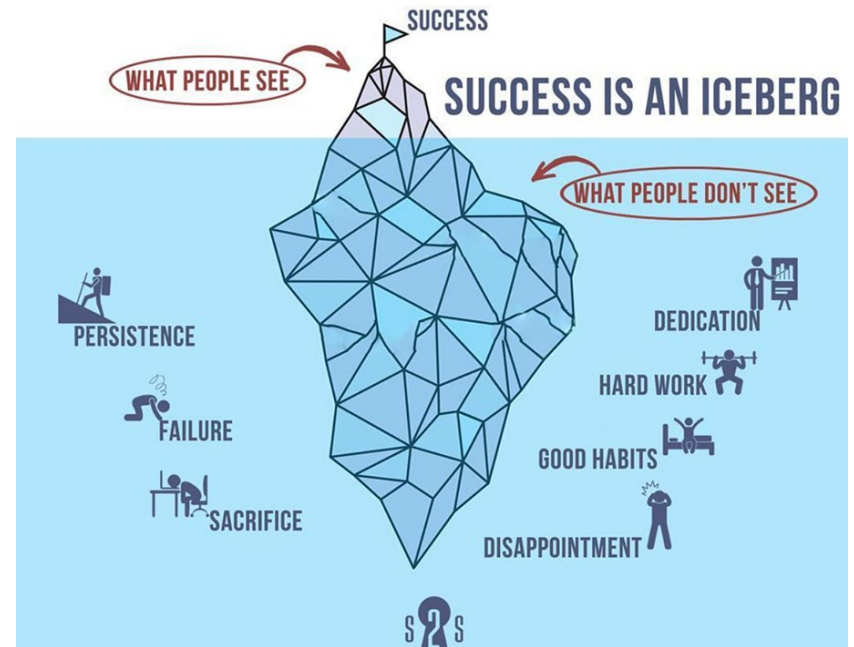 SUCCESS
WHAT PEOPLE SEE
SUCCESS IS AN ICEBERG
WHAT PEOPLE DON'T SEE
PERSISTENCE
FAILURE
SACRIFICE
DEDICATION
HARD WORK
GOOD HABITS
DISAPPOINTMENT
S 2 S